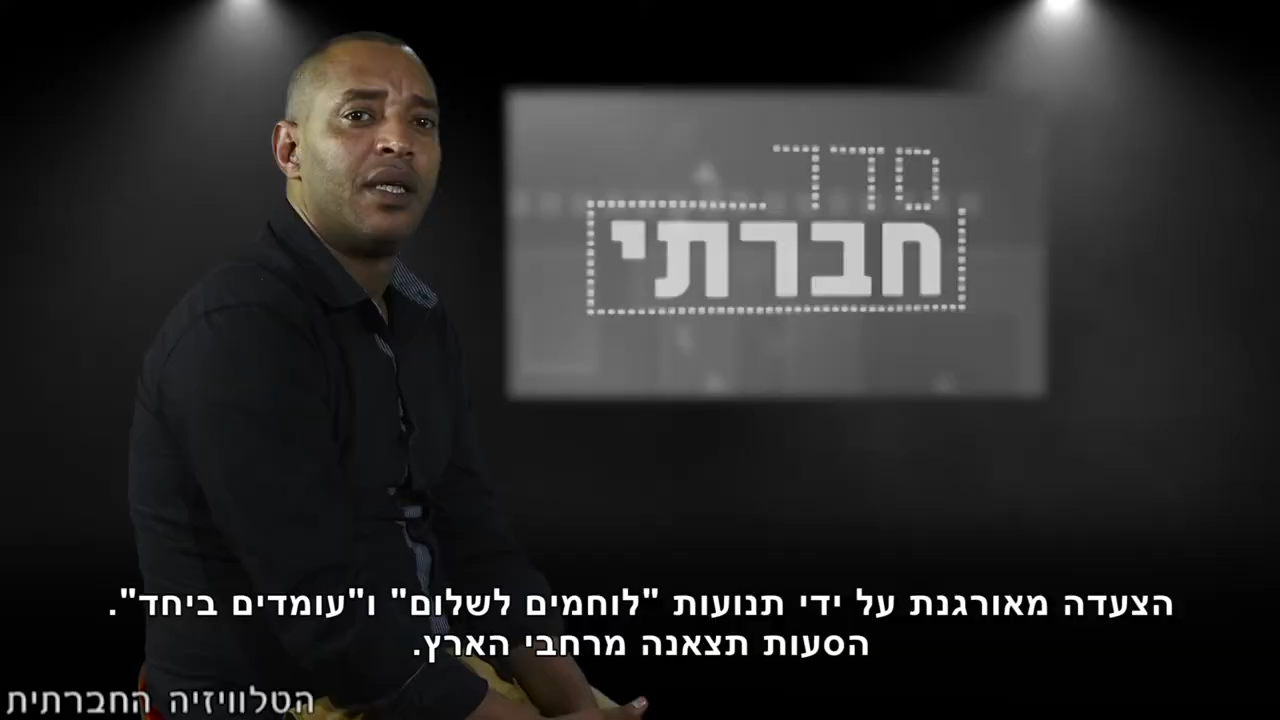 סדר
חברתי
הצעדה מאורגנת על ידי תנועות "לוחמים לשלום" ו"עומדים ביחד".
הסעות תצאנה מרחבי הארץ.
הטלוויזיה החברתית